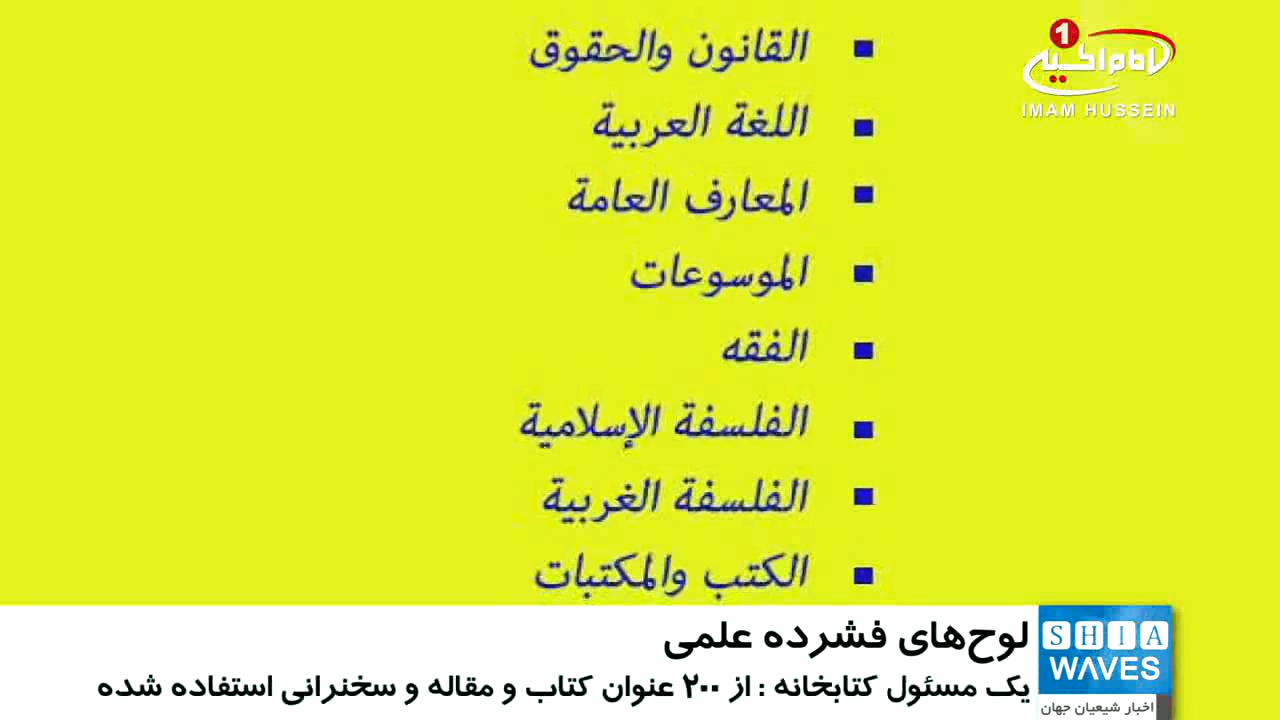 القانون والحقوق
اللغة العربية
المعارف العامة
الموسوعات
الفقه
الفلسفة الإسلامية
الفلسفة الغربية
الكتب والمكتبات
1
IMAM HUSSEIN
لوح‌های فشرده علمی
یک مسئول کتابخانه : از ۲۰۰ عنوان کتاب و مقاله و سخنرانی استفاده شده
SHIA
WAVES
اخبار شیعیان جهان